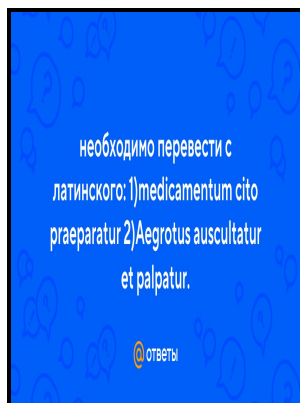 необходимо перевести с
латинского: 1)medicamentum cito
praeparatur 2)Aegrotus auscultatur
et palpatur.
@ ответы